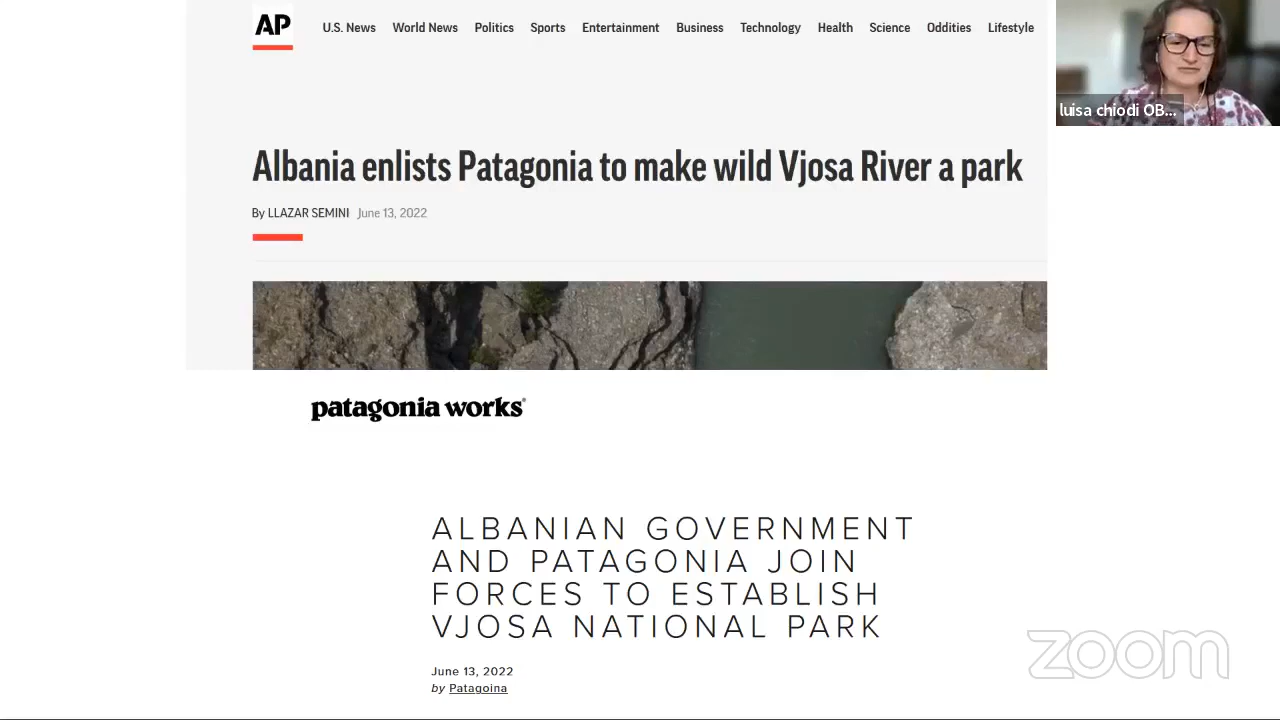 AP
U.S. News World News Politics Sports Entertainment Business Technology Health Science Oddities Lifestyle
luisa chiodi OB...
Albania enlists Patagonia to make wild Vjosa River a park
By LLAZAR SEMINI June 13, 2022
patagonia works®
ALBANIAN GOVERNMENT
AND PATAGONIA JOIN
FORCES TO ESTABLISH
VJOSA NATIONAL PARK
June 13, 2022
by Patagoina
zoom